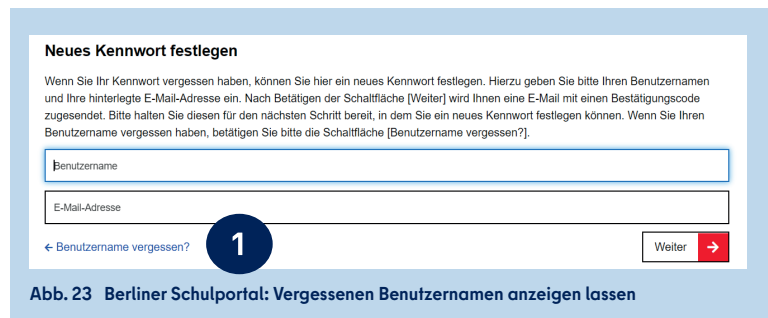 Neues Kennwort festlegen
Wenn Sie Ihr Kennwort vergessen haben, können Sie hier ein neues Kennwort festlegen. Hierzu geben Sie bitte Ihren Benutzernamen
und Ihre hinterlegte E-Mail-Adresse ein. Nach Betätigen der Schaltfläche [Weiter] wird Ihnen eine E-Mail mit einen Bestätigungscode
zugesendet. Bitte halten Sie diesen für den nächsten Schritt bereit, in dem Sie ein neues Kennwort festlegen können. Wenn Sie Ihren
Benutzername vergessen haben, betätigen Sie bitte die Schaltfläche [Benutzername vergessen?].
Benutzername
E-Mail-Adresse
← Benutzername vergessen? 1 Weiter →
Abb. 23 Berliner Schulportal: Vergessenen Benutzernamen anzeigen lassen